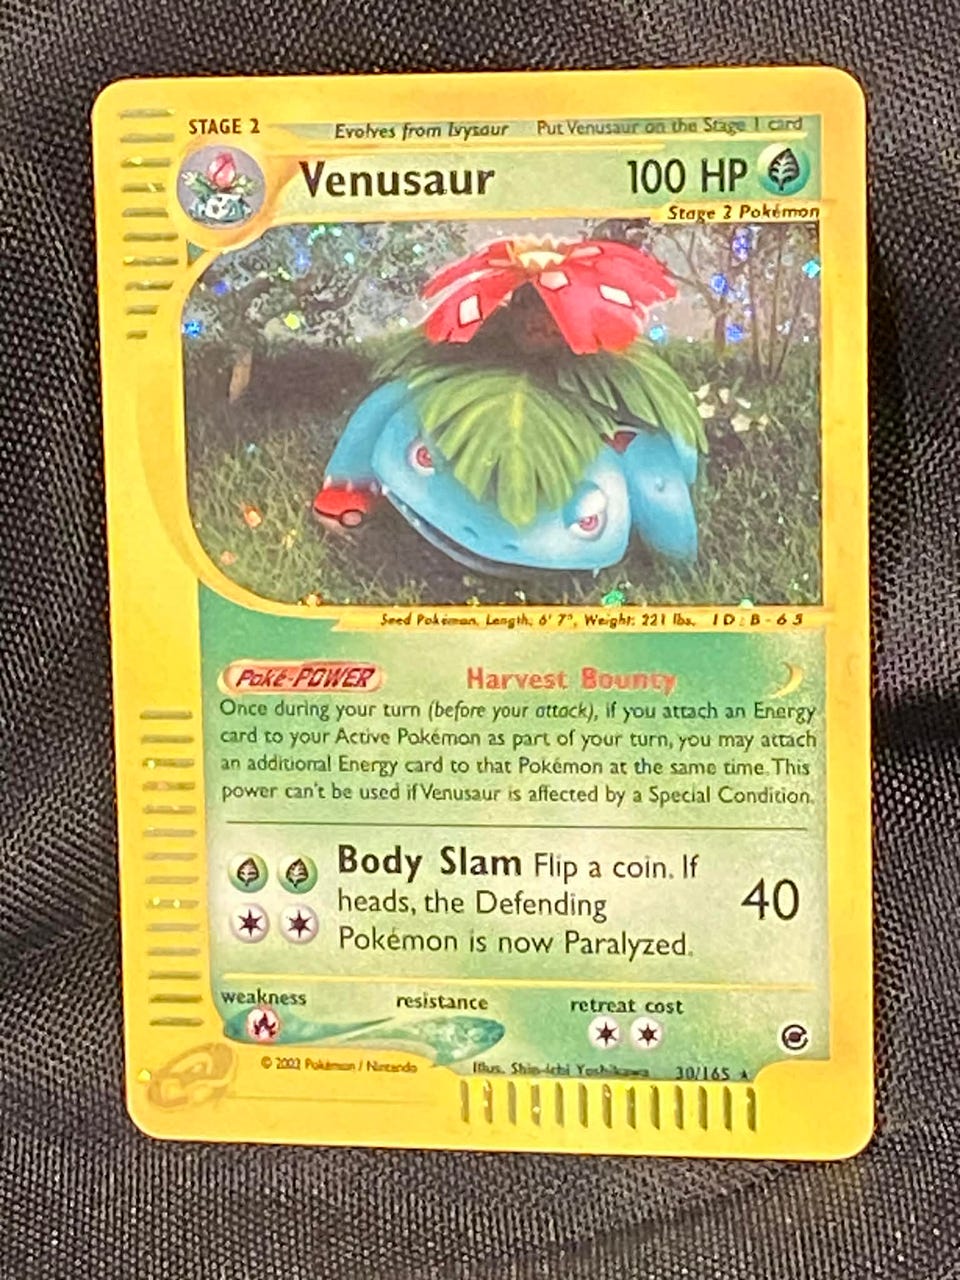 STAGE 2 Evolves from Ivysaur Put Venusaur on the Stage 1 card
Venusaur 100 HP
Stage 2 Pokémon
Seed Pokémon, Length: 6' 7", Weight: 221 lbs. ID: B-65
Poké-POWER Harvest Bounty
Once during your turn (before your attack), if you attach an Energy
card to your Active Pokémon as part of your turn, you may attach
an additional Energy card to that Pokémon at the same time. This
power can't be used if Venusaur is affected by a Special Condition.
Body Slam Flip a coin. If
heads, the Defending
Pokémon is now Paralyzed.
40
weakness resistance retreat cost
© 2002 Pokémon / Nintendo Illus. Shin-ichi Yoshikawa 30/165 ★